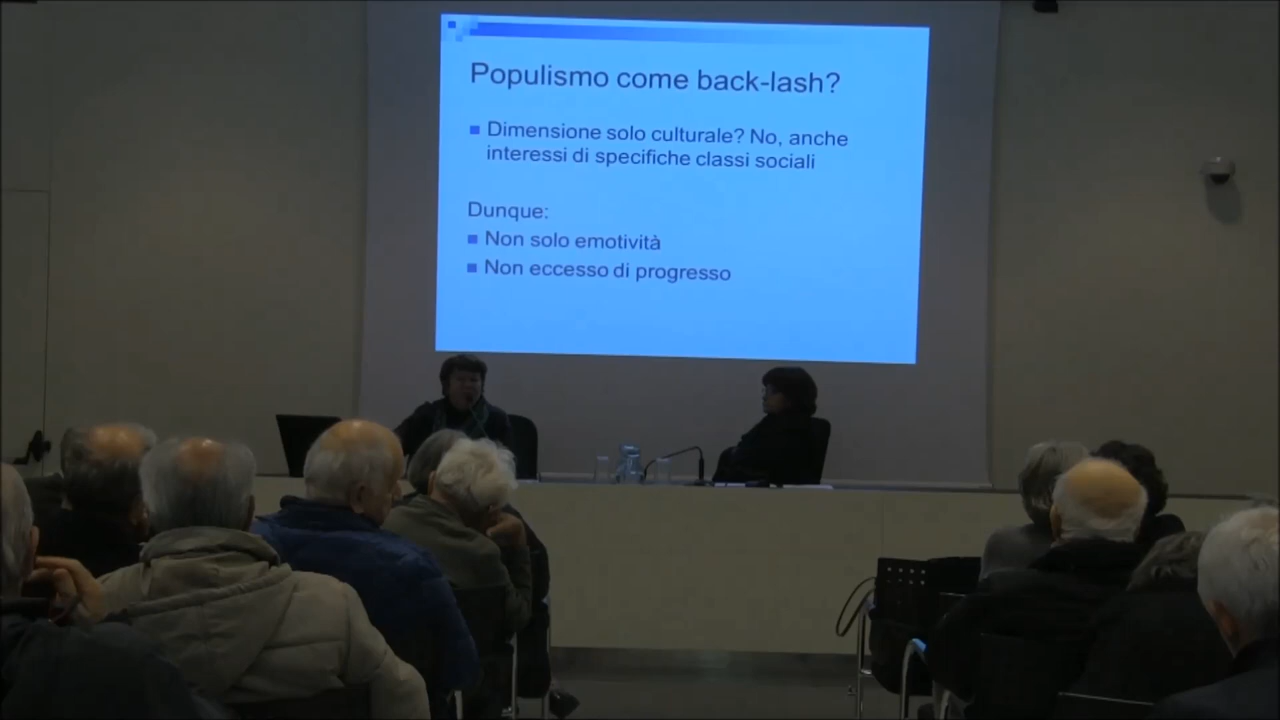 Populismo come back-lash?
Dimensione solo culturale? No, anche
interessi di specifiche classi sociali
Dunque:
Non solo emotività
Non eccesso di progresso